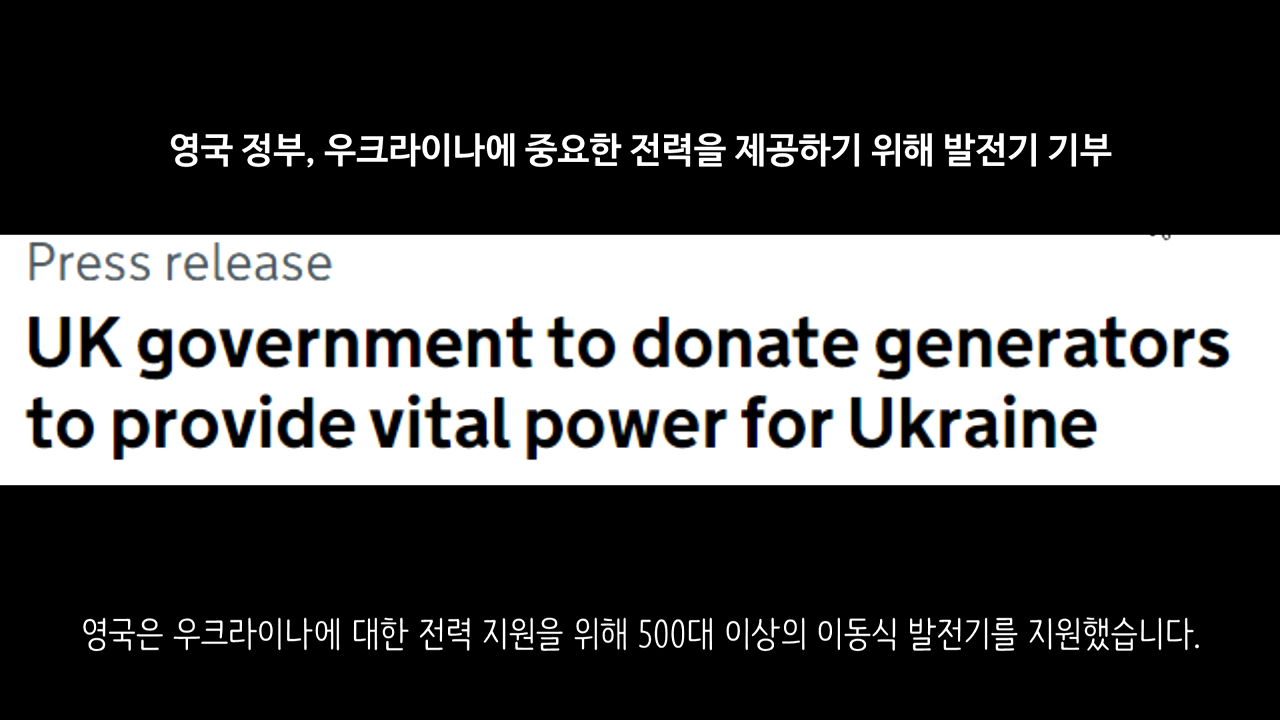 영국 정부, 우크라이나에 중요한 전력을 제공하기 위해 발전기 기부
Press release
UK government to donate generators
to provide vital power for Ukraine
영국은 우크라이나에 대한 전력 지원을 위해 500대 이상의 이동식 발전기를 지원했습니다.